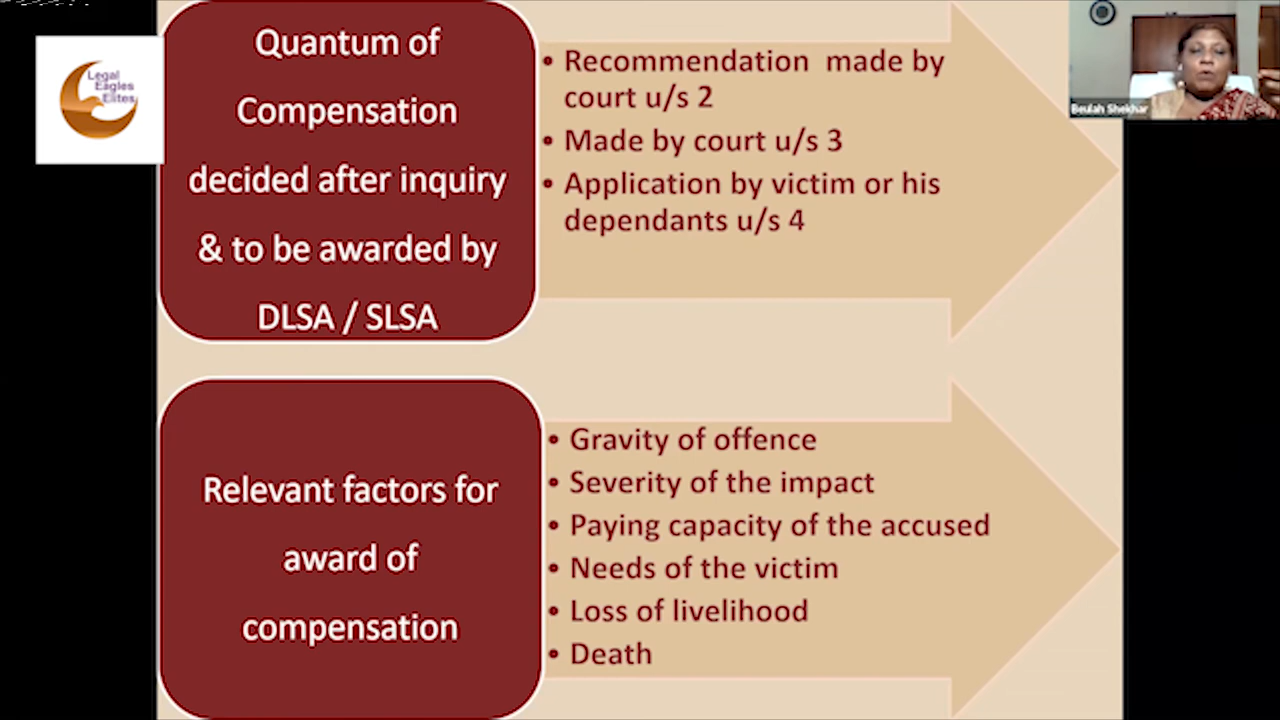 Legal
Eagles
Elites
Quantum of
Compensation
decided after inquiry
& to be awarded by
DLSA / SLSA
• Recommendation made by
court u/s 2
• Made by court u/s 3
• Application by victim or his
dependants u/s 4
Beulah Shekhar
Relevant factors for
award of
compensation
• Gravity of offence
• Severity of the impact
• Paying capacity of the accused
• Needs of the victim
• Loss of livelihood
• Death